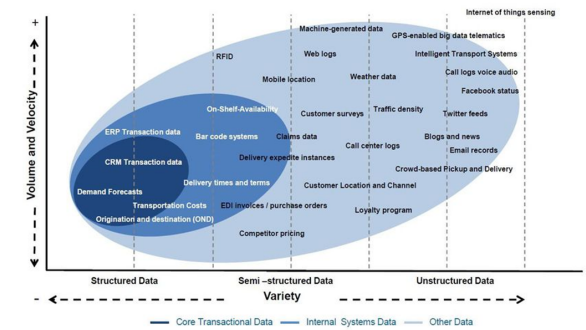 Internet of things sensing
+
Machine-generated data
GPS-enabled big data telematics
RFID
Web logs
Intelligent Transport Systems
Mobile location
Weather data
Call logs voice audio
Facebook status
On-Shelf-Availability
Customer surveys
Traffic density
Twitter feeds
ERP Transaction data
Bar code systems
Claims data
Call center logs
Blogs and news
Email records
CRM Transaction data
Delivery expedite instances
Crowd-based Pickup and Delivery
Demand Forecasts
Delivery times and terms
Customer Location and Channel
Transportation Costs
EDI invoices / purchase orders
Loyalty program
Origination and destination (OND)
Competitor pricing
Volume and Velocity
Structured Data
Semi –structured Data
Unstructured Data
-
Variety
+
Core Transactional Data
Internal Systems Data
Other Data